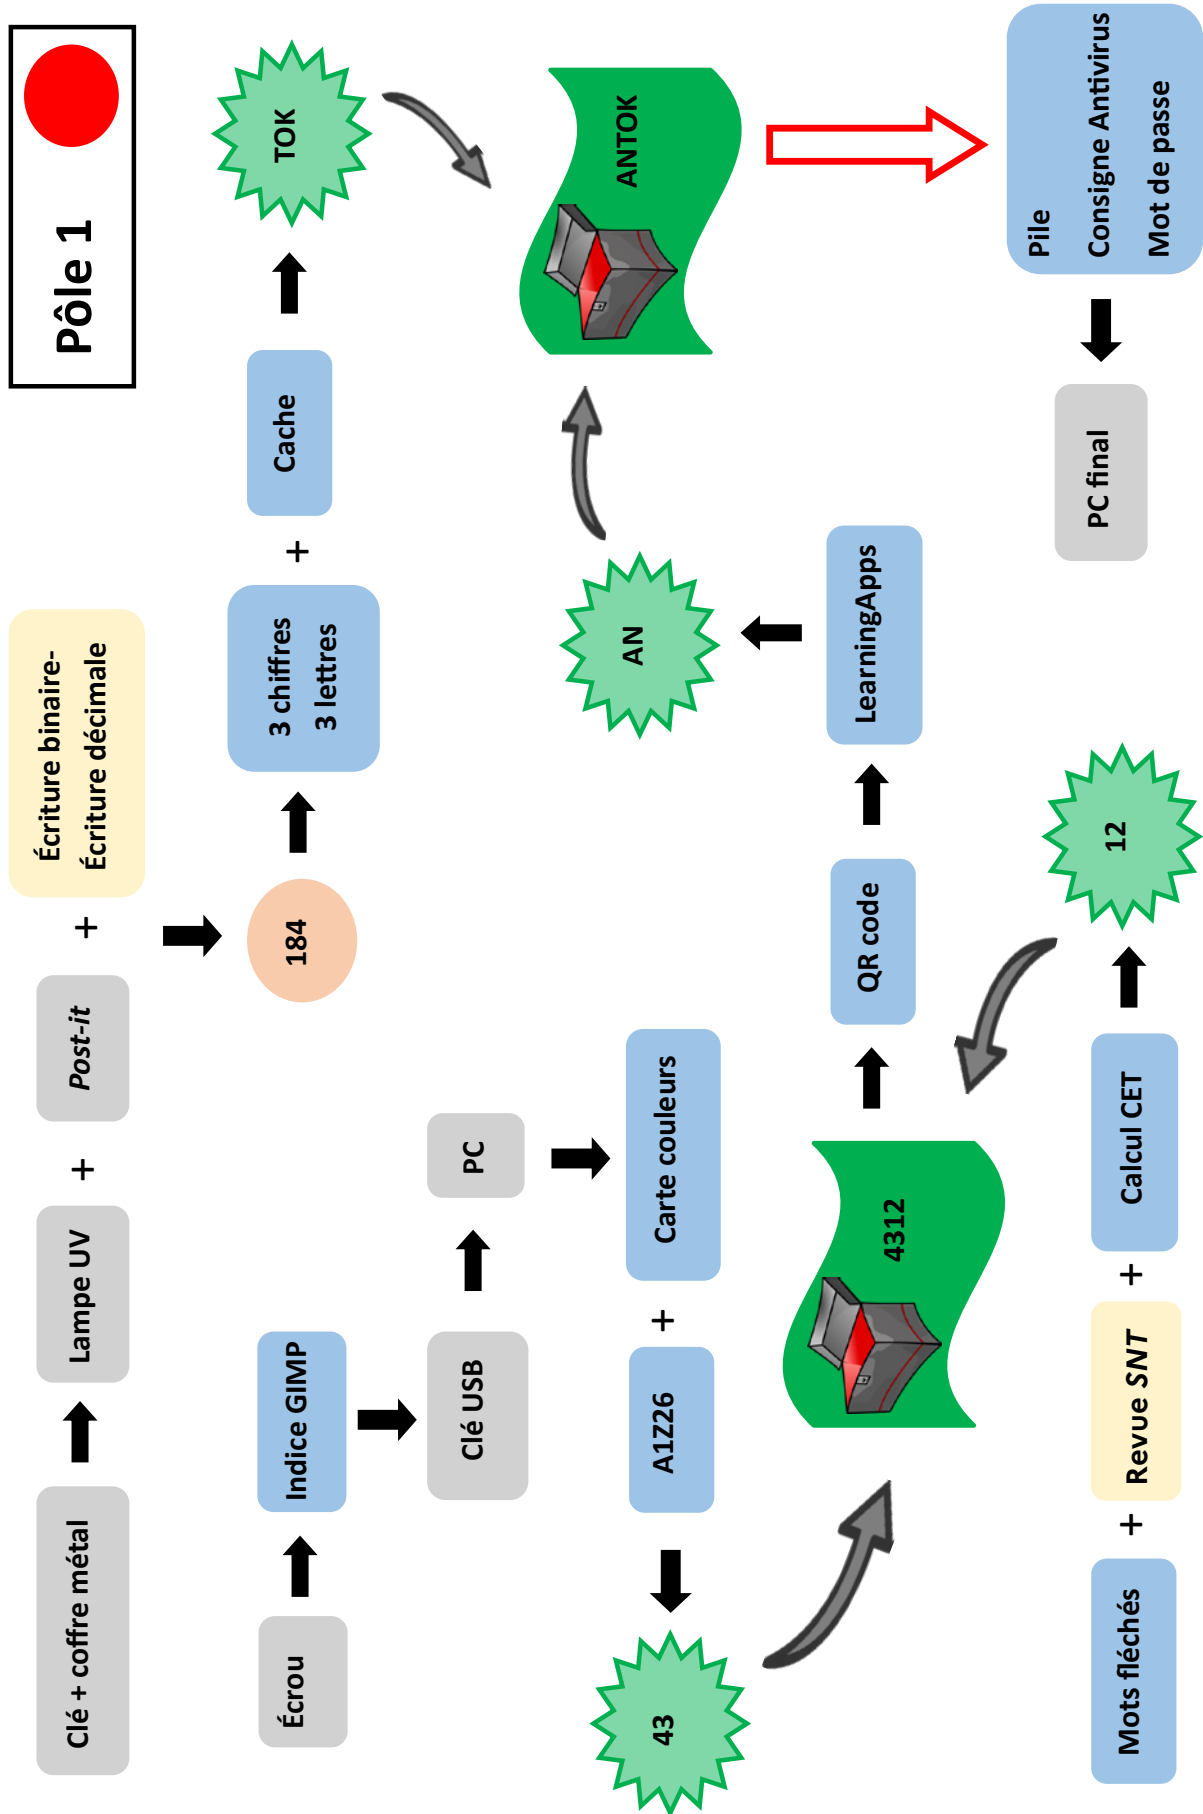 Pôle 1
Clé + coffre métal
Lampe UV
+
Post-it
+
Écriture binaire-
Écriture décimale
184
3 chiffres
3 lettres
+
Cache
TOK
Écrou
Indice GIMP
Clé USB
PC
Carte couleurs
+
A1Z26
43
4312
QR code
LearningApps
AN
ANTOK
Mots fléchés
+
Revue SNT
+
Calcul CET
12
Pile
Consigne Antivirus
Mot de passe
PC final